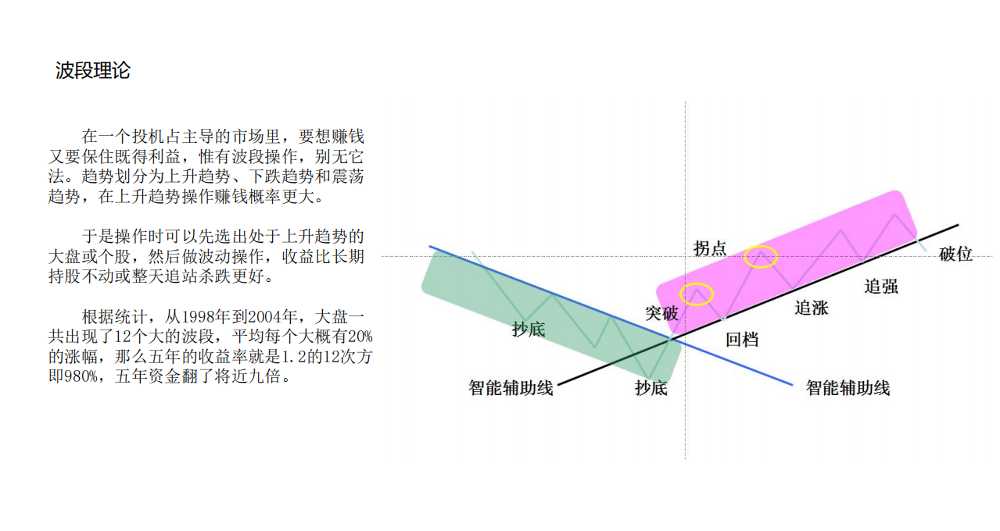 波段理论
在一个投机占主导的市场里，要想赚钱
又要保住既得利益，惟有波段操作，别无它
法。趋势划分为上升趋势、下跌趋势和震荡
趋势，在上升趋势操作赚钱概率更大。
于是操作时可以先选出处于上升趋势的
大盘或个股，然后做波动操作，收益比长期
持股不动或整天追站杀跌更好。
根据统计，从1998年到2004年，大盘一
共出现了12个大的波段，平均每个大概有20%
的涨幅，那么五年的收益率就是1.2的12次方
即980%，五年资金翻了将近九倍。
拐点
破位
追强
追涨
突破
抄底
回档
智能辅助线
抄底
智能辅助线